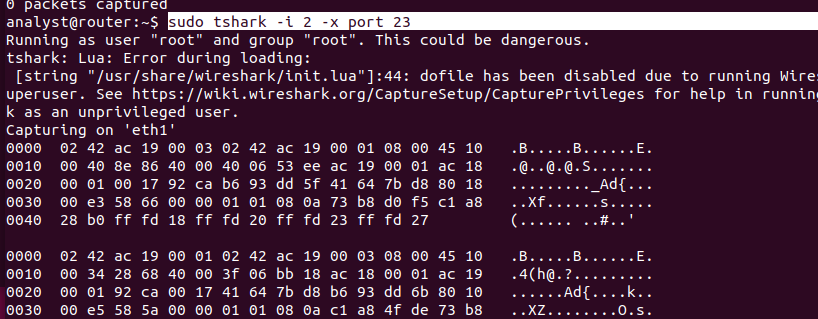 0 packets captured
analyst@router:~$ sudo tshark -i 2 -x port 23
Running as user "root" and group "root". This could be dangerous.
tshark: Lua: Error during loading:
 [string "/usr/share/wireshark/init.lua"]:44: dofile has been disabled due to running Wires
uperuser. See https://wiki.wireshark.org/CaptureSetup/CapturePrivileges for help in running
k as an unprivileged user.
Capturing on 'eth1'
0000  02 42 ac 19 00 03 02 42 ac 19 00 01 08 00 45 10   .B.....B......E.
0010  00 40 8e 86 40 00 40 06 53 ee ac 19 00 01 ac 18   .@..@.@.S.......
0020  00 01 00 17 92 ca b6 93 dd 5f 41 64 7b d8 80 18   ........._Ad{...
0030  00 e3 58 66 00 00 01 01 08 0a 73 b8 d0 f5 c1 a8   ..Xf......s.....
0040  28 b0 ff fd 18 ff fd 20 ff fd 23 ff fd 27         (...... ..#..'
0000  02 42 ac 19 00 01 02 42 ac 19 00 03 08 00 45 10   .B.....B......E.
0010  00 34 28 68 40 00 3f 06 bb 18 ac 18 00 01 ac 19   .4(h@.?.........
0020  00 01 92 ca 00 17 41 64 7b d8 b6 93 dd 6b 80 10   ......Ad{....k..
0030  00 e5 58 5a 00 00 01 01 08 0a c1 a8 4f de 73 b8   ..XZ........O.s.